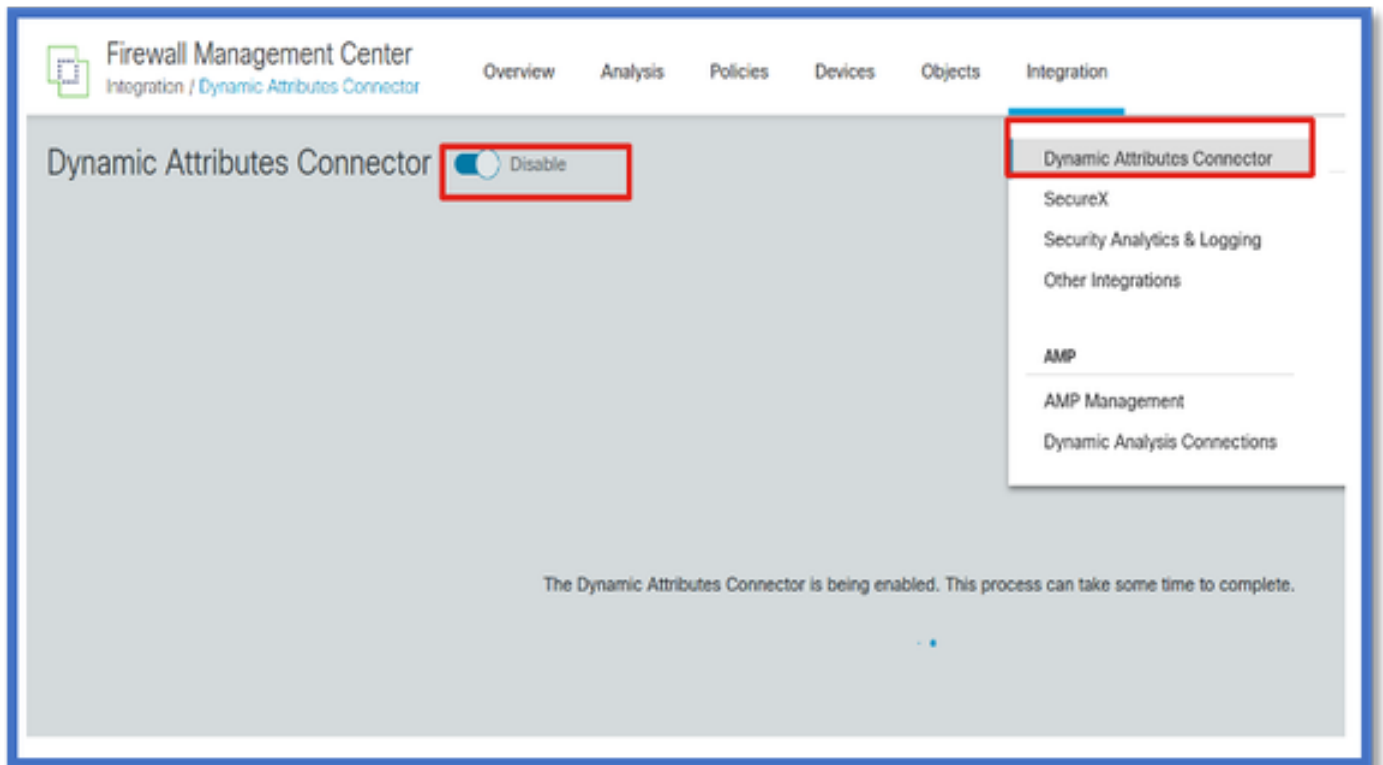 Firewall Management Center
Integration / Dynamic Attributes Connector
Overview Analysis Policies Devices Objects Integration
Dynamic Attributes Connector Disable
Dynamic Attributes Connector
SecureX
Security Analytics & Logging
Other Integrations
AMP
AMP Management
Dynamic Analysis Connections
The Dynamic Attributes Connector is being enabled. This process can take some time to complete.